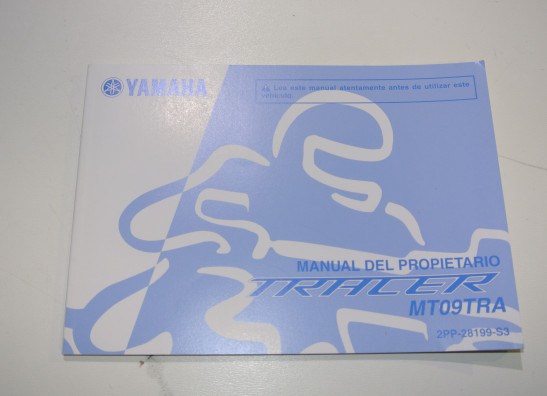 YAMAHA
Lea este manual atentamente antes de utilizar este
vehículo.
MANUAL DEL PROPIETARIO
TRACER
MT09TRA
2PP-28199-S3